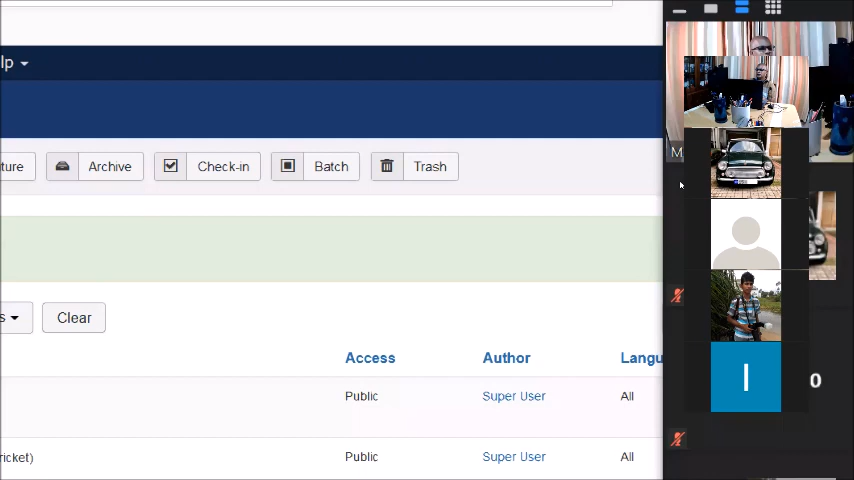 lp
ture Archive Check-in Batch Trash
M
s Clear
Access Author Langu
Public Super User All
I
0
ricket) Public Super User All